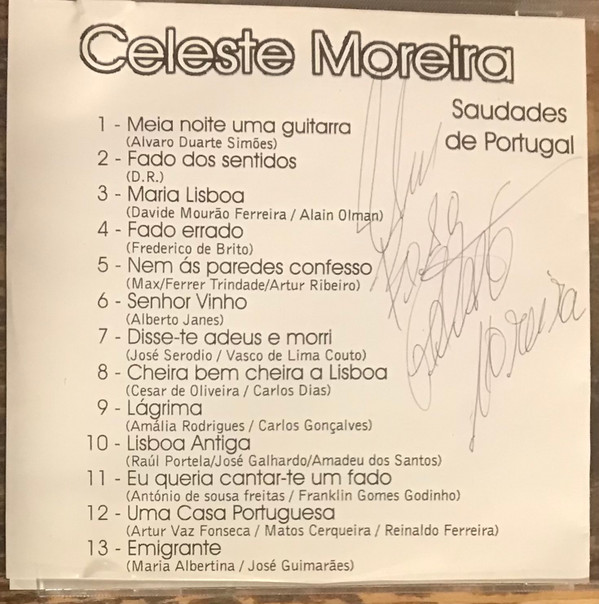 Celeste Moreira
Saudades
de Portugal
1 - Meia noite uma guitarra
(Alvaro Duarte Simões)
2 - Fado dos sentidos
(D.R.)
3 - Maria Lisboa
(Davide Mourão Ferreira / Alain Olman)
4 - Fado errado
(Frederico de Brito)
5 - Nem ás paredes confesso
(Max/Ferrer Trindade/Artur Ribeiro)
6 - Senhor Vinho
(Alberto Janes)
7 - Disse-te adeus e morri
(José Serodio / Vasco de Lima Couto)
8 - Cheira bem cheira a Lisboa
(Cesar de Oliveira / Carlos Dias)
9 - Lágrima
(Amália Rodrigues / Carlos Gonçalves)
10 - Lisboa Antiga
(Raúl Portela/José Galhardo/Amadeu dos Santos)
11 - Eu queria cantar-te um fado
(António de sousa freitas / Franklin Gomes Godinho)
12 - Uma Casa Portuguesa
(Artur Vaz Fonseca / Matos Cerqueira / Reinaldo Ferreira)
13 - Emigrante
(Maria Albertina / José Guimarães)
Moreira